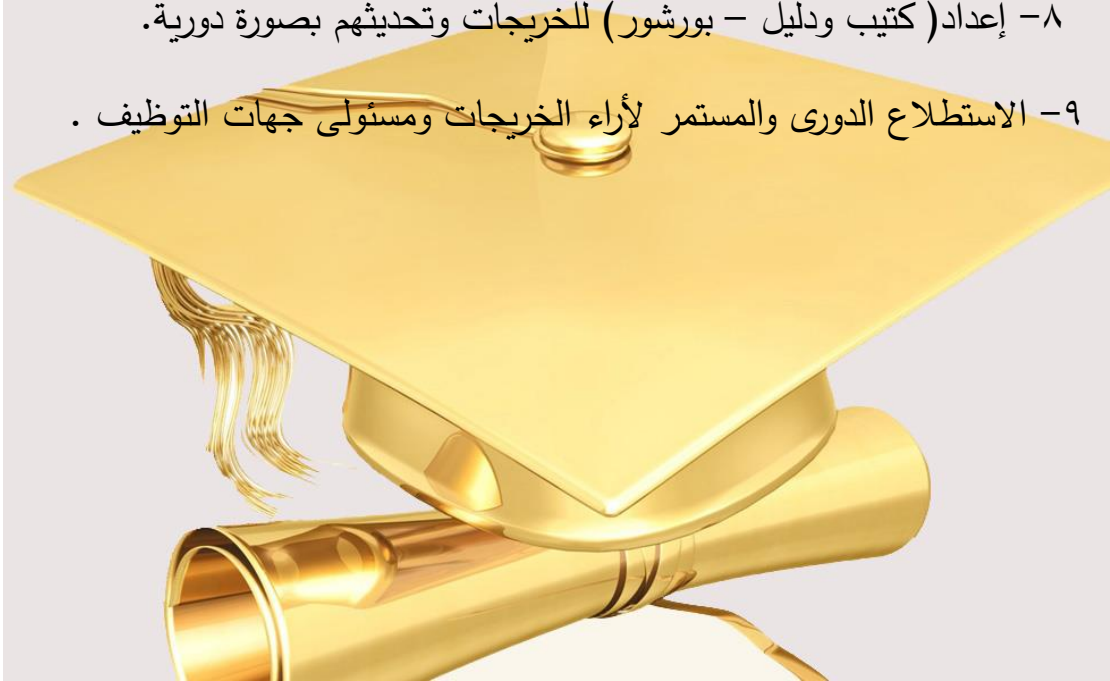 ٨- إعداد( كتيب ودليل – بورشور) للخريجات وتحديثهم بصورة دورية.
٩- الاستطلاع الدورى والمستمر لأراء الخريجات ومسئولى جهات التوظيف .